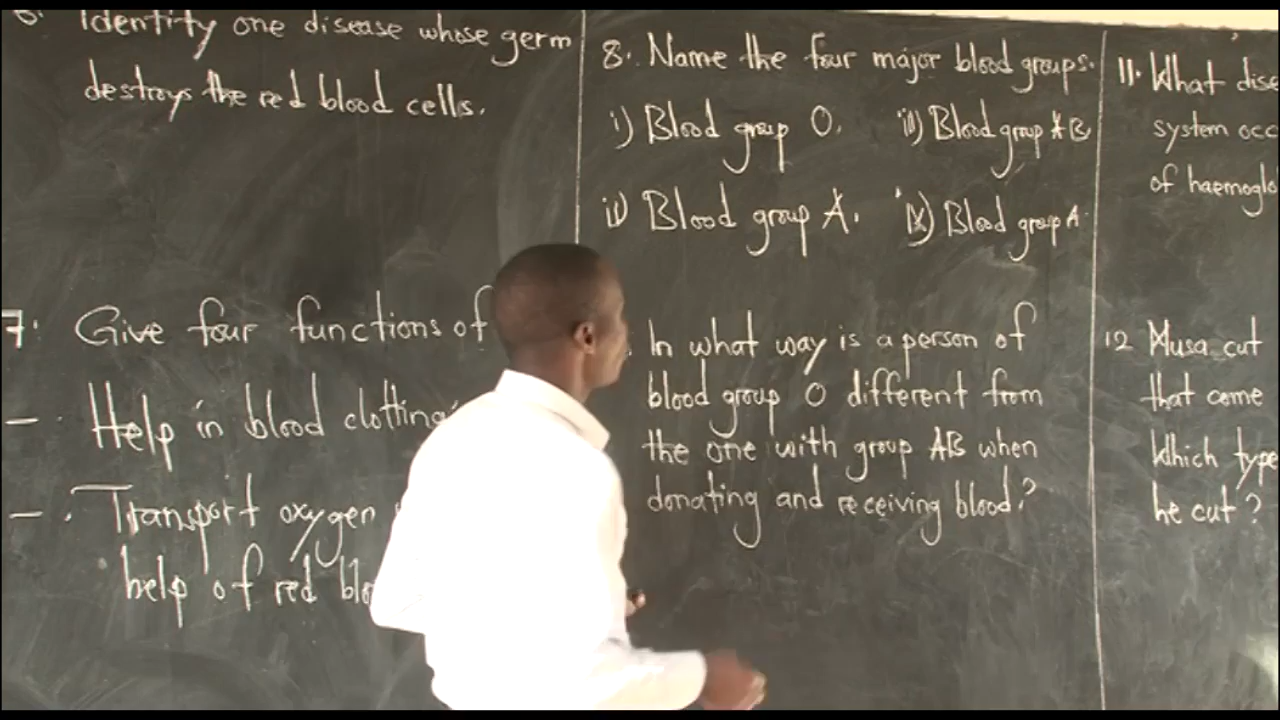 6. Identify one disease whose germ
destroys the red blood cells.
7. Give four functions of
- Help in blood clotting
- Transport oxygen
help of red blo
8. Name the four major blood groups.
i) Blood group O.
iii) Blood group AB
ii) Blood group A.
iv) Blood group A
In what way is a person of
blood group O different from
the one with group AB when
donating and receiving blood?
11. What dise
system occ
of haemoglo
12 Musa cut
that came
Which type
he cut?